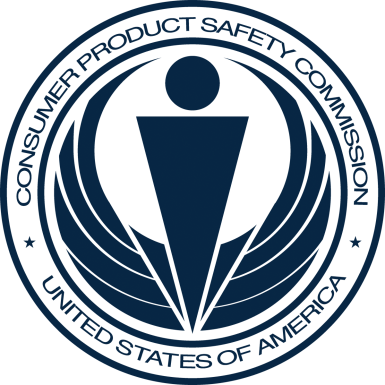 CONSUMER PRODUCT SAFETY COMMISSION
UNITED STATES OF AMERICA